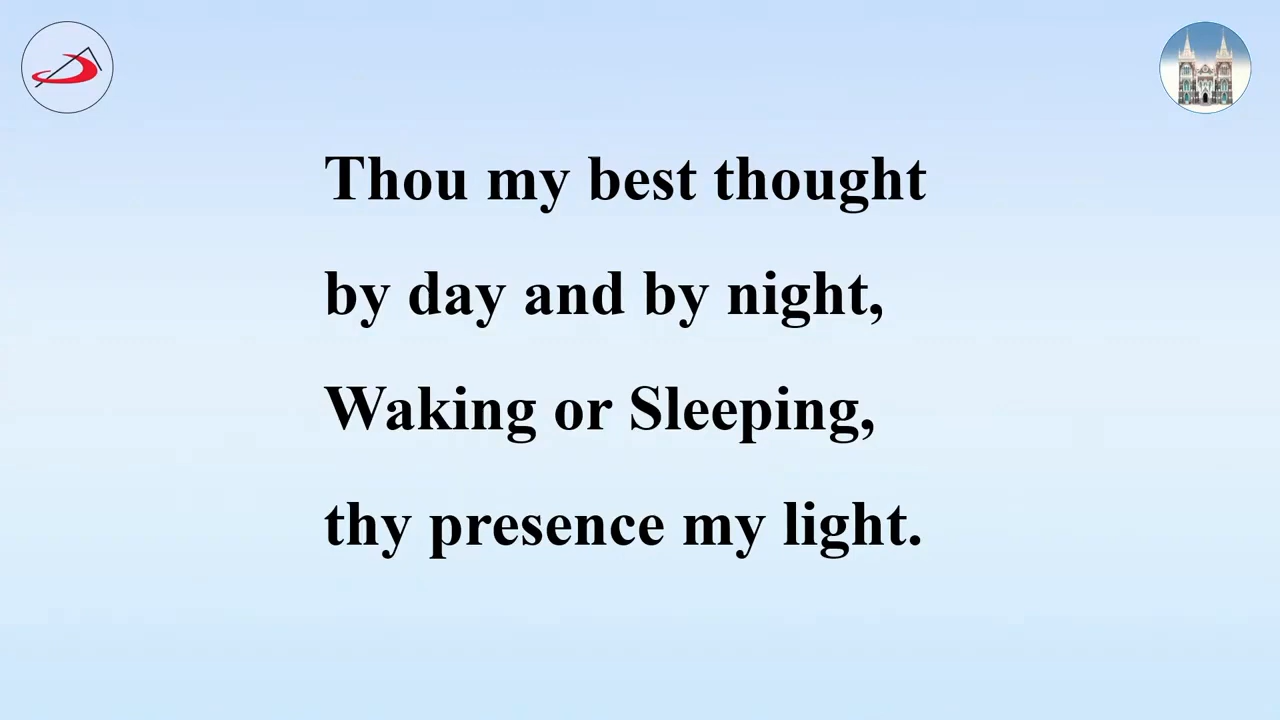 Thou my best thought
by day and by night,
Waking or Sleeping,
thy presence my light.